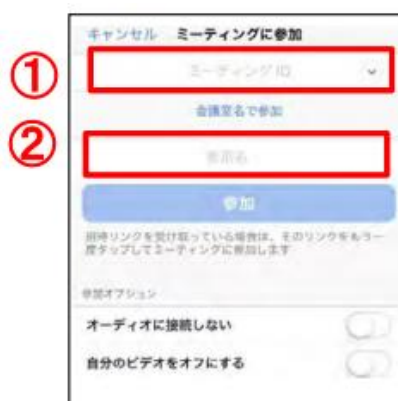 キャンセル ミーティングに参加
①
ミーティング ID
会議室名で参加
②
表示名
参加
招待リンクを受け取っている場合は、そのリンクをもう一
度タップしてミーティングに参加します
参加オプション
オーディオに接続しない
自分のビデオをオフにする